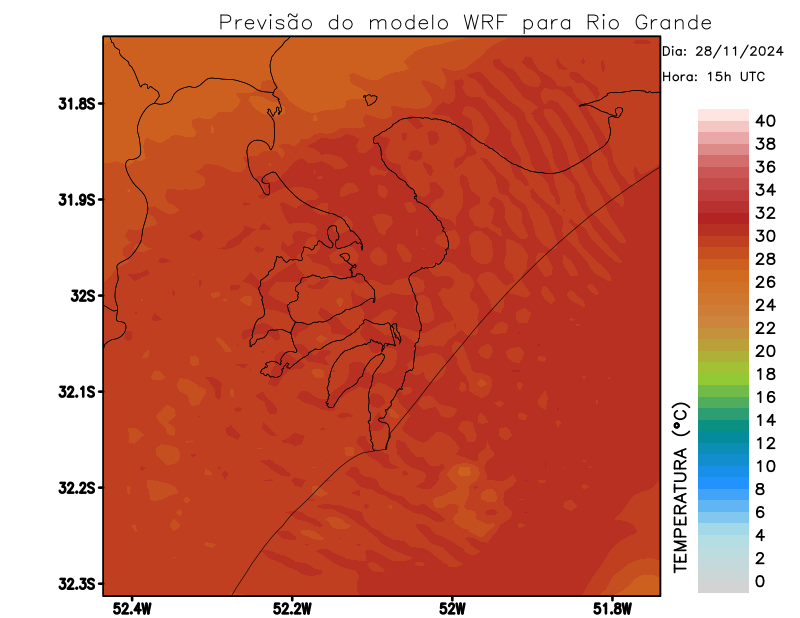 Previsão do modelo WRF para Rio Grande
Dia: 28/11/2024
Hora: 15h UTC
31.8S
31.9S
32S
32.1S
32.2S
32.3S
52.4W
52.2W
52W
51.8W
TEMPERATURA (°C)
40
38
36
34
32
30
28
26
24
22
20
18
16
14
12
10
8
6
4
2
0